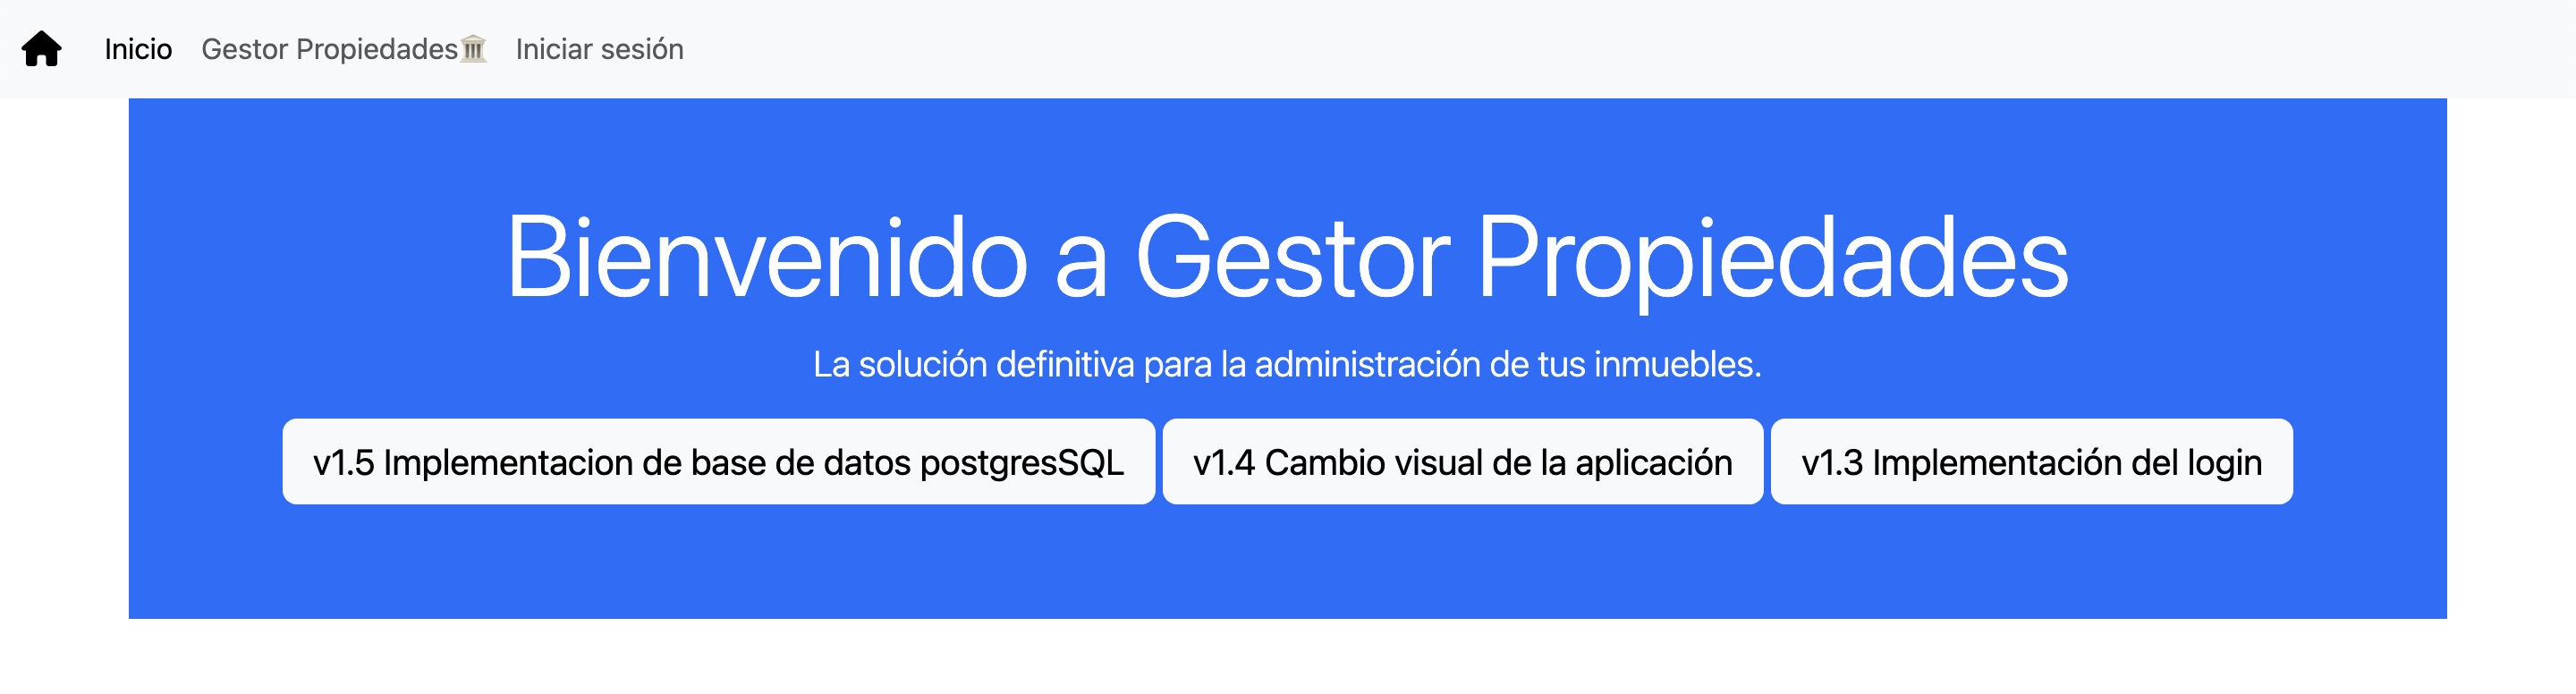 Inicio Gestor Propiedades🏛️ Iniciar sesión
Bienvenido a Gestor Propiedades
La solución definitiva para la administración de tus inmuebles.
v1.5 Implementacion de base de datos postgresSQL v1.4 Cambio visual de la aplicación v1.3 Implementación del login